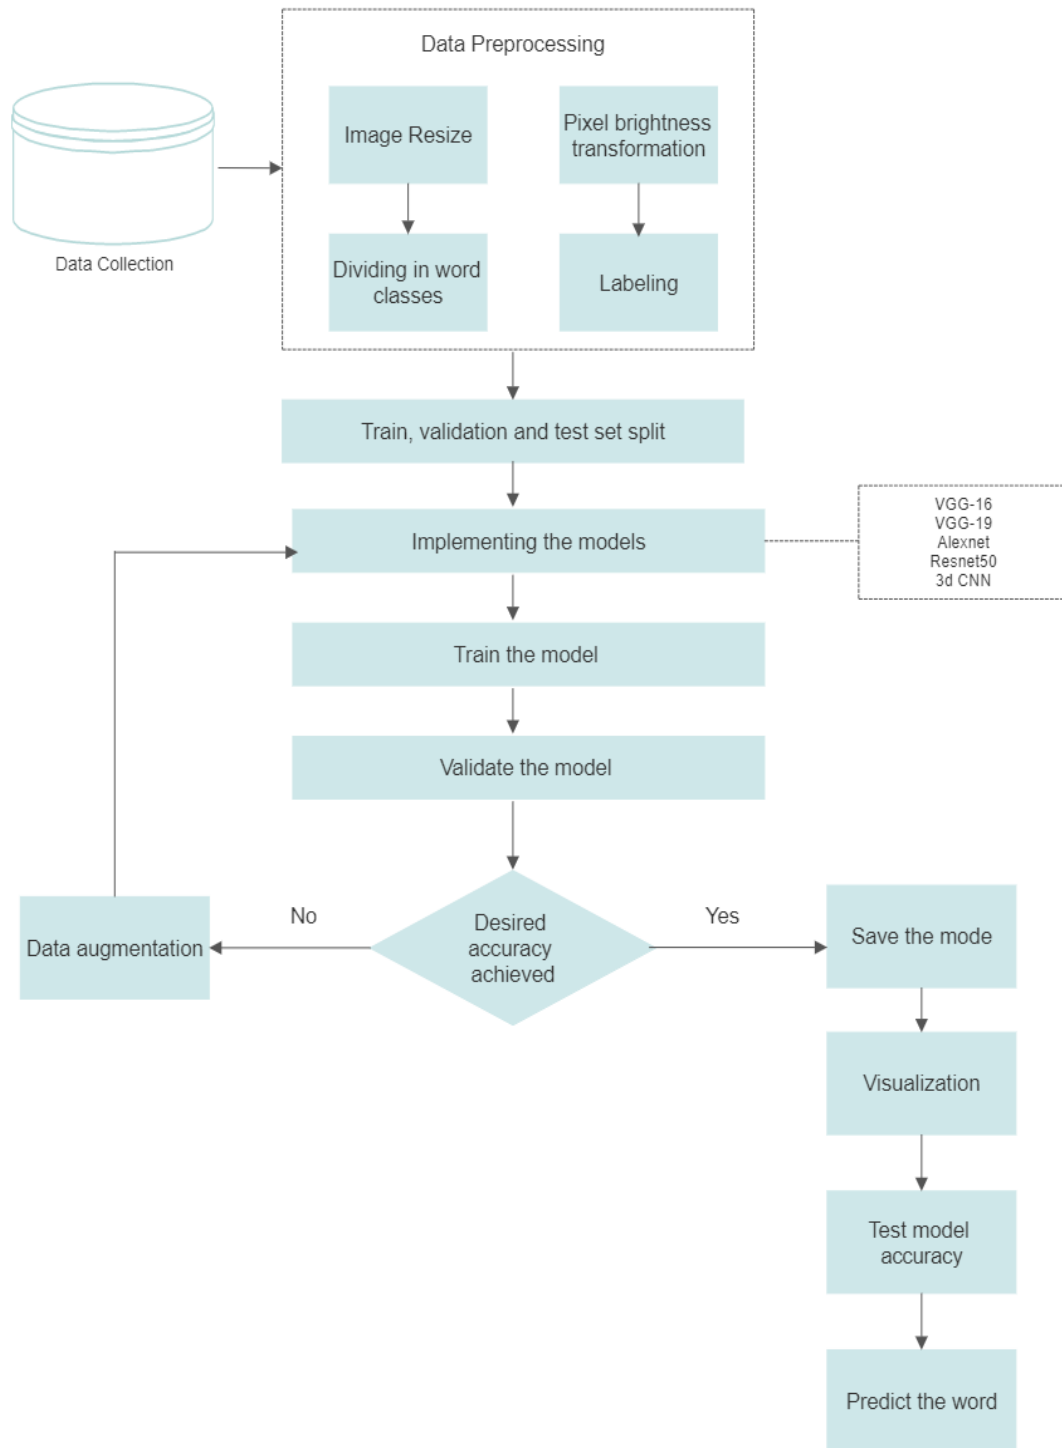 Data Preprocessing
Image Resize
Pixel brightness
transformation
Dividing in word
classes
Labeling
Data Collection
Train, validation and test set split
Implementing the models
VGG-16
VGG-19
Alexnet
Resnet50
3d CNN
Train the model
Validate the model
Desired
accuracy
achieved
No
Yes
Data augmentation
Save the mode
Visualization
Test model
accuracy
Predict the word